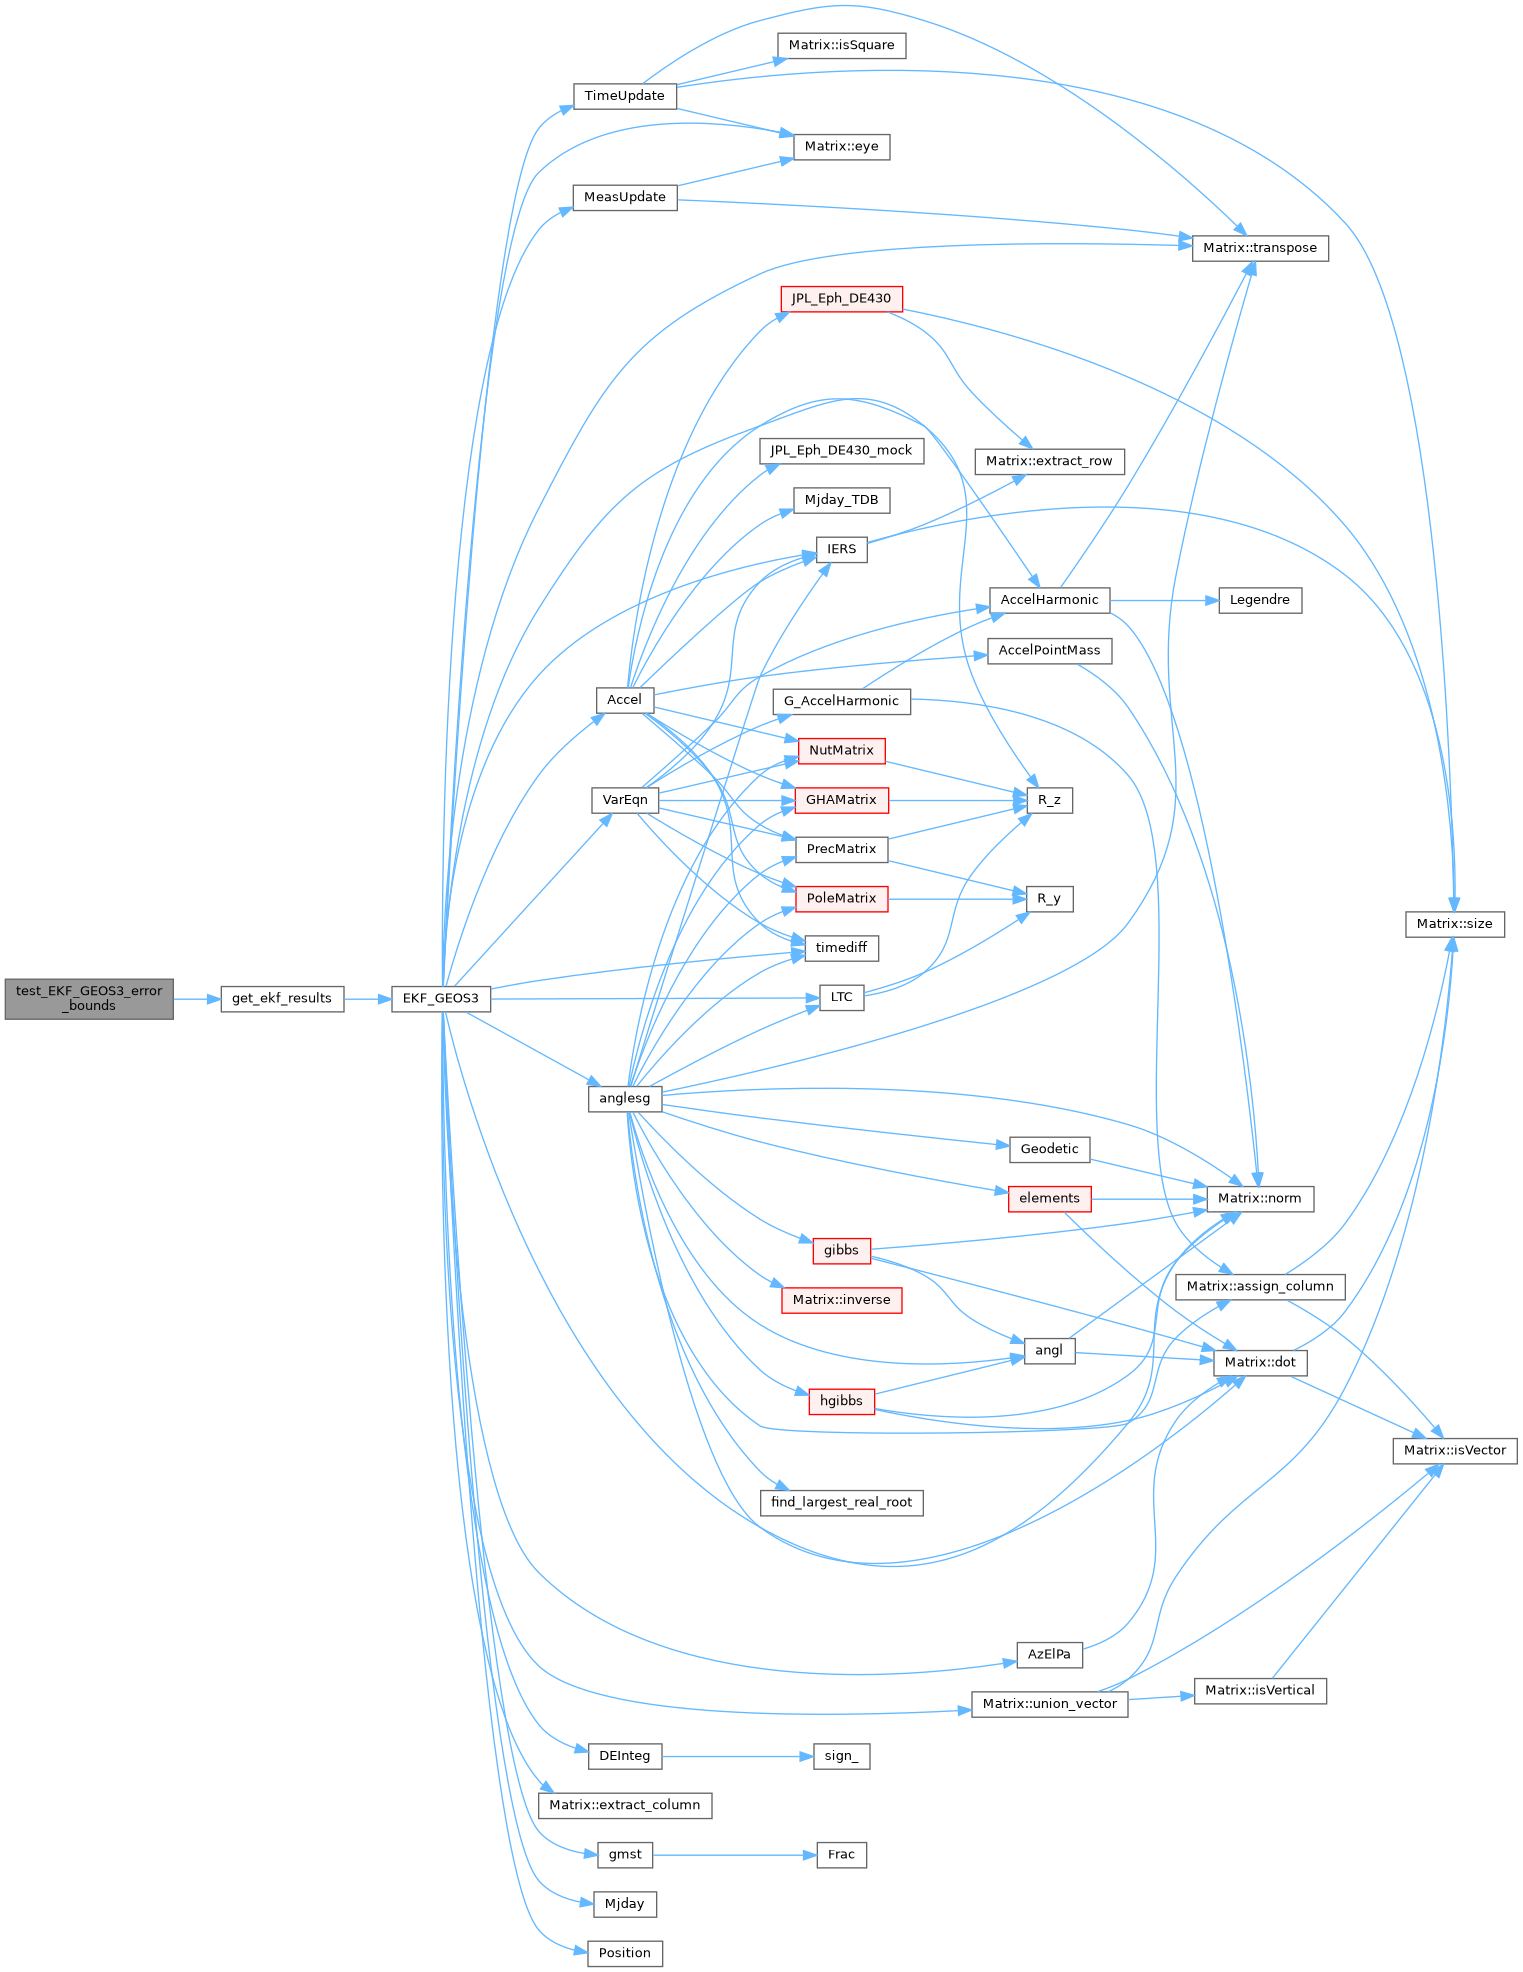 Matrix::isSquare
TimeUpdate
Matrix::eye
MeasUpdate
Matrix::transpose
JPL_Eph_DE430
JPL_Eph_DE430_mock
Matrix::extract_row
Mjday_TDB
IERS
AccelHarmonic
Legendre
AccelPointMass
Accel
G_AccelHarmonic
NutMatrix
VarEqn
GHAMatrix
R_z
PrecMatrix
PoleMatrix
R_y
Matrix::size
timediff
test_EKF_GEOS3_error
_bounds
get_ekf_results
EKF_GEOS3
LTC
anglesg
Geodetic
elements
Matrix::norm
gibbs
Matrix::assign_column
Matrix::inverse
angl
Matrix::dot
hgibbs
Matrix::isVector
find_largest_real_root
AzElPa
Matrix::isVertical
Matrix::union_vector
DEInteg
sign_
Matrix::extract_column
gmst
Frac
Mjday
Position